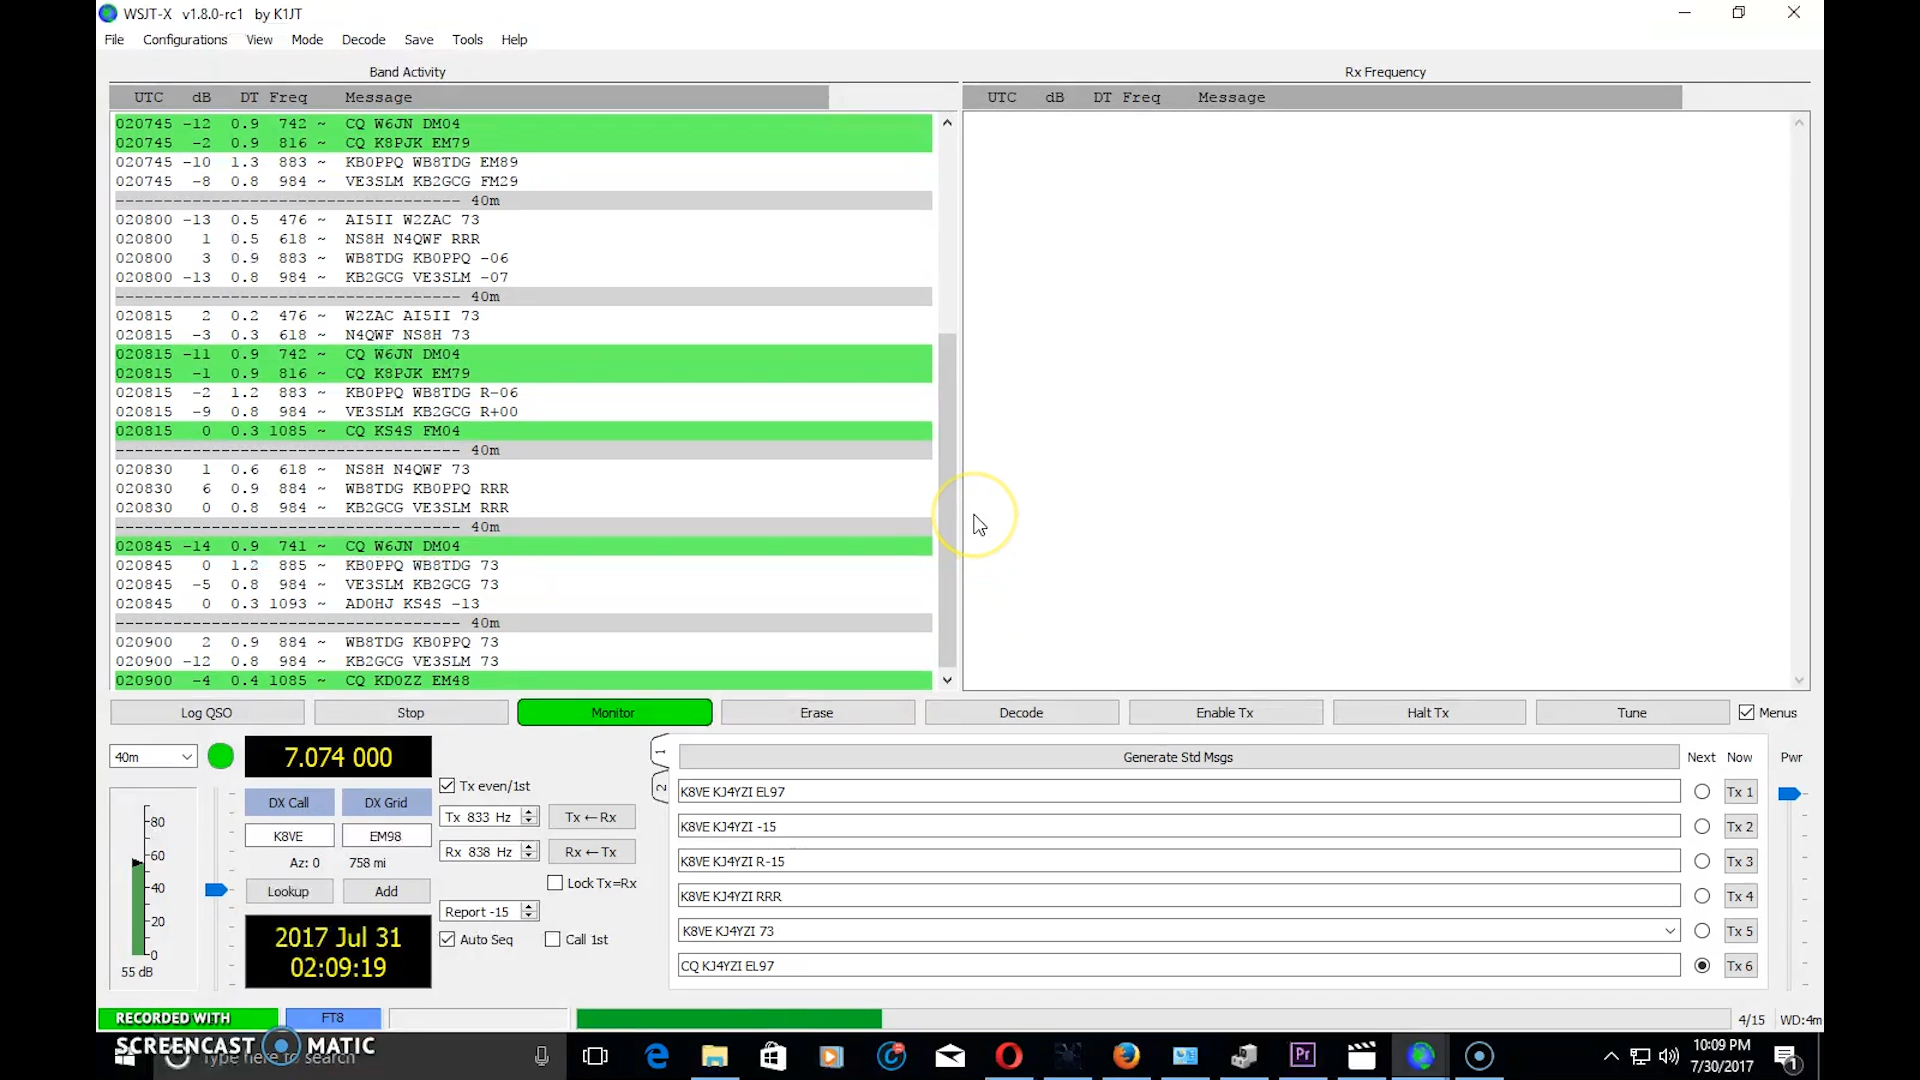 WSJT-X v1.8.0-rc1 by K1JT
File Configurations View Mode Decode Save Tools Help
Band Activity
UTC dB DT Freq Message
020745 -12 0.9 742 ~ CQ W6JN DM04
020745 -2 0.9 816 ~ CQ K8PJK EM79
020745 -10 1.3 883 ~ KB0PPQ WB8TDG EM89
020745 -8 0.8 984 ~ VE3SLM KB2GCG FM29
------------------------------------ 40m
020800 -13 0.5 476 ~ AI5II W2ZAC 73
020800 1 0.5 618 ~ NS8H N4QWF RRR
020800 3 0.9 883 ~ WB8TDG KB0PPQ -06
020800 -13 0.8 984 ~ KB2GCG VE3SLM -07
------------------------------------ 40m
020815 2 0.2 476 ~ W2ZAC AI5II 73
020815 -3 0.3 618 ~ N4QWF NS8H 73
020815 -11 0.9 742 ~ CQ W6JN DM04
020815 -1 0.9 816 ~ CQ K8PJK EM79
020815 -2 1.2 883 ~ KB0PPQ WB8TDG R-06
020815 -9 0.8 984 ~ VE3SLM KB2GCG R+00
020815 0 0.3 1085 ~ CQ KS4S FM04
------------------------------------ 40m
020830 1 0.6 618 ~ NS8H N4QWF 73
020830 6 0.9 884 ~ WB8TDG KB0PPQ RRR
020830 0 0.8 984 ~ KB2GCG VE3SLM RRR
------------------------------------ 40m
020845 -14 0.9 741 ~ CQ W6JN DM04
020845 0 1.2 885 ~ KB0PPQ WB8TDG 73
020845 -5 0.8 984 ~ VE3SLM KB2GCG 73
020845 0 0.3 1093 ~ AD0HJ KS4S -13
------------------------------------ 40m
020900 2 0.9 884 ~ WB8TDG KB0PPQ 73
020900 -12 0.8 984 ~ KB2GCG VE3SLM 73
020900 -4 0.4 1085 ~ CQ KD0ZZ EM48
Rx Frequency
UTC dB DT Freq Message
Log QSO Stop Monitor Erase Decode Enable Tx Halt Tx Tune Menus
40m
7.074 000
80
60
40
20
0
55 dB
DX Call DX Grid
K8VE EM98
Az: 0 758 mi
Lookup Add
2017 Jul 31
02:09:19
Tx even/1st
Tx 833 Hz Tx ← Rx
Rx 838 Hz Rx ← Tx
Lock Tx=Rx
Report -15
Auto Seq Call 1st
1
2
Generate Std Msgs Next Now Pwr
K8VE KJ4YZI EL97 Tx 1
K8VE KJ4YZI -15 Tx 2
K8VE KJ4YZI R-15 Tx 3
K8VE KJ4YZI RRR Tx 4
K8VE KJ4YZI 73 Tx 5
CQ KJ4YZI EL97 Tx 6
FT8 4/15 WD:4m
RECORDED WITH
SCREENCAST MATIC
Type here to search
Pr
10:09 PM
7/30/2017
1